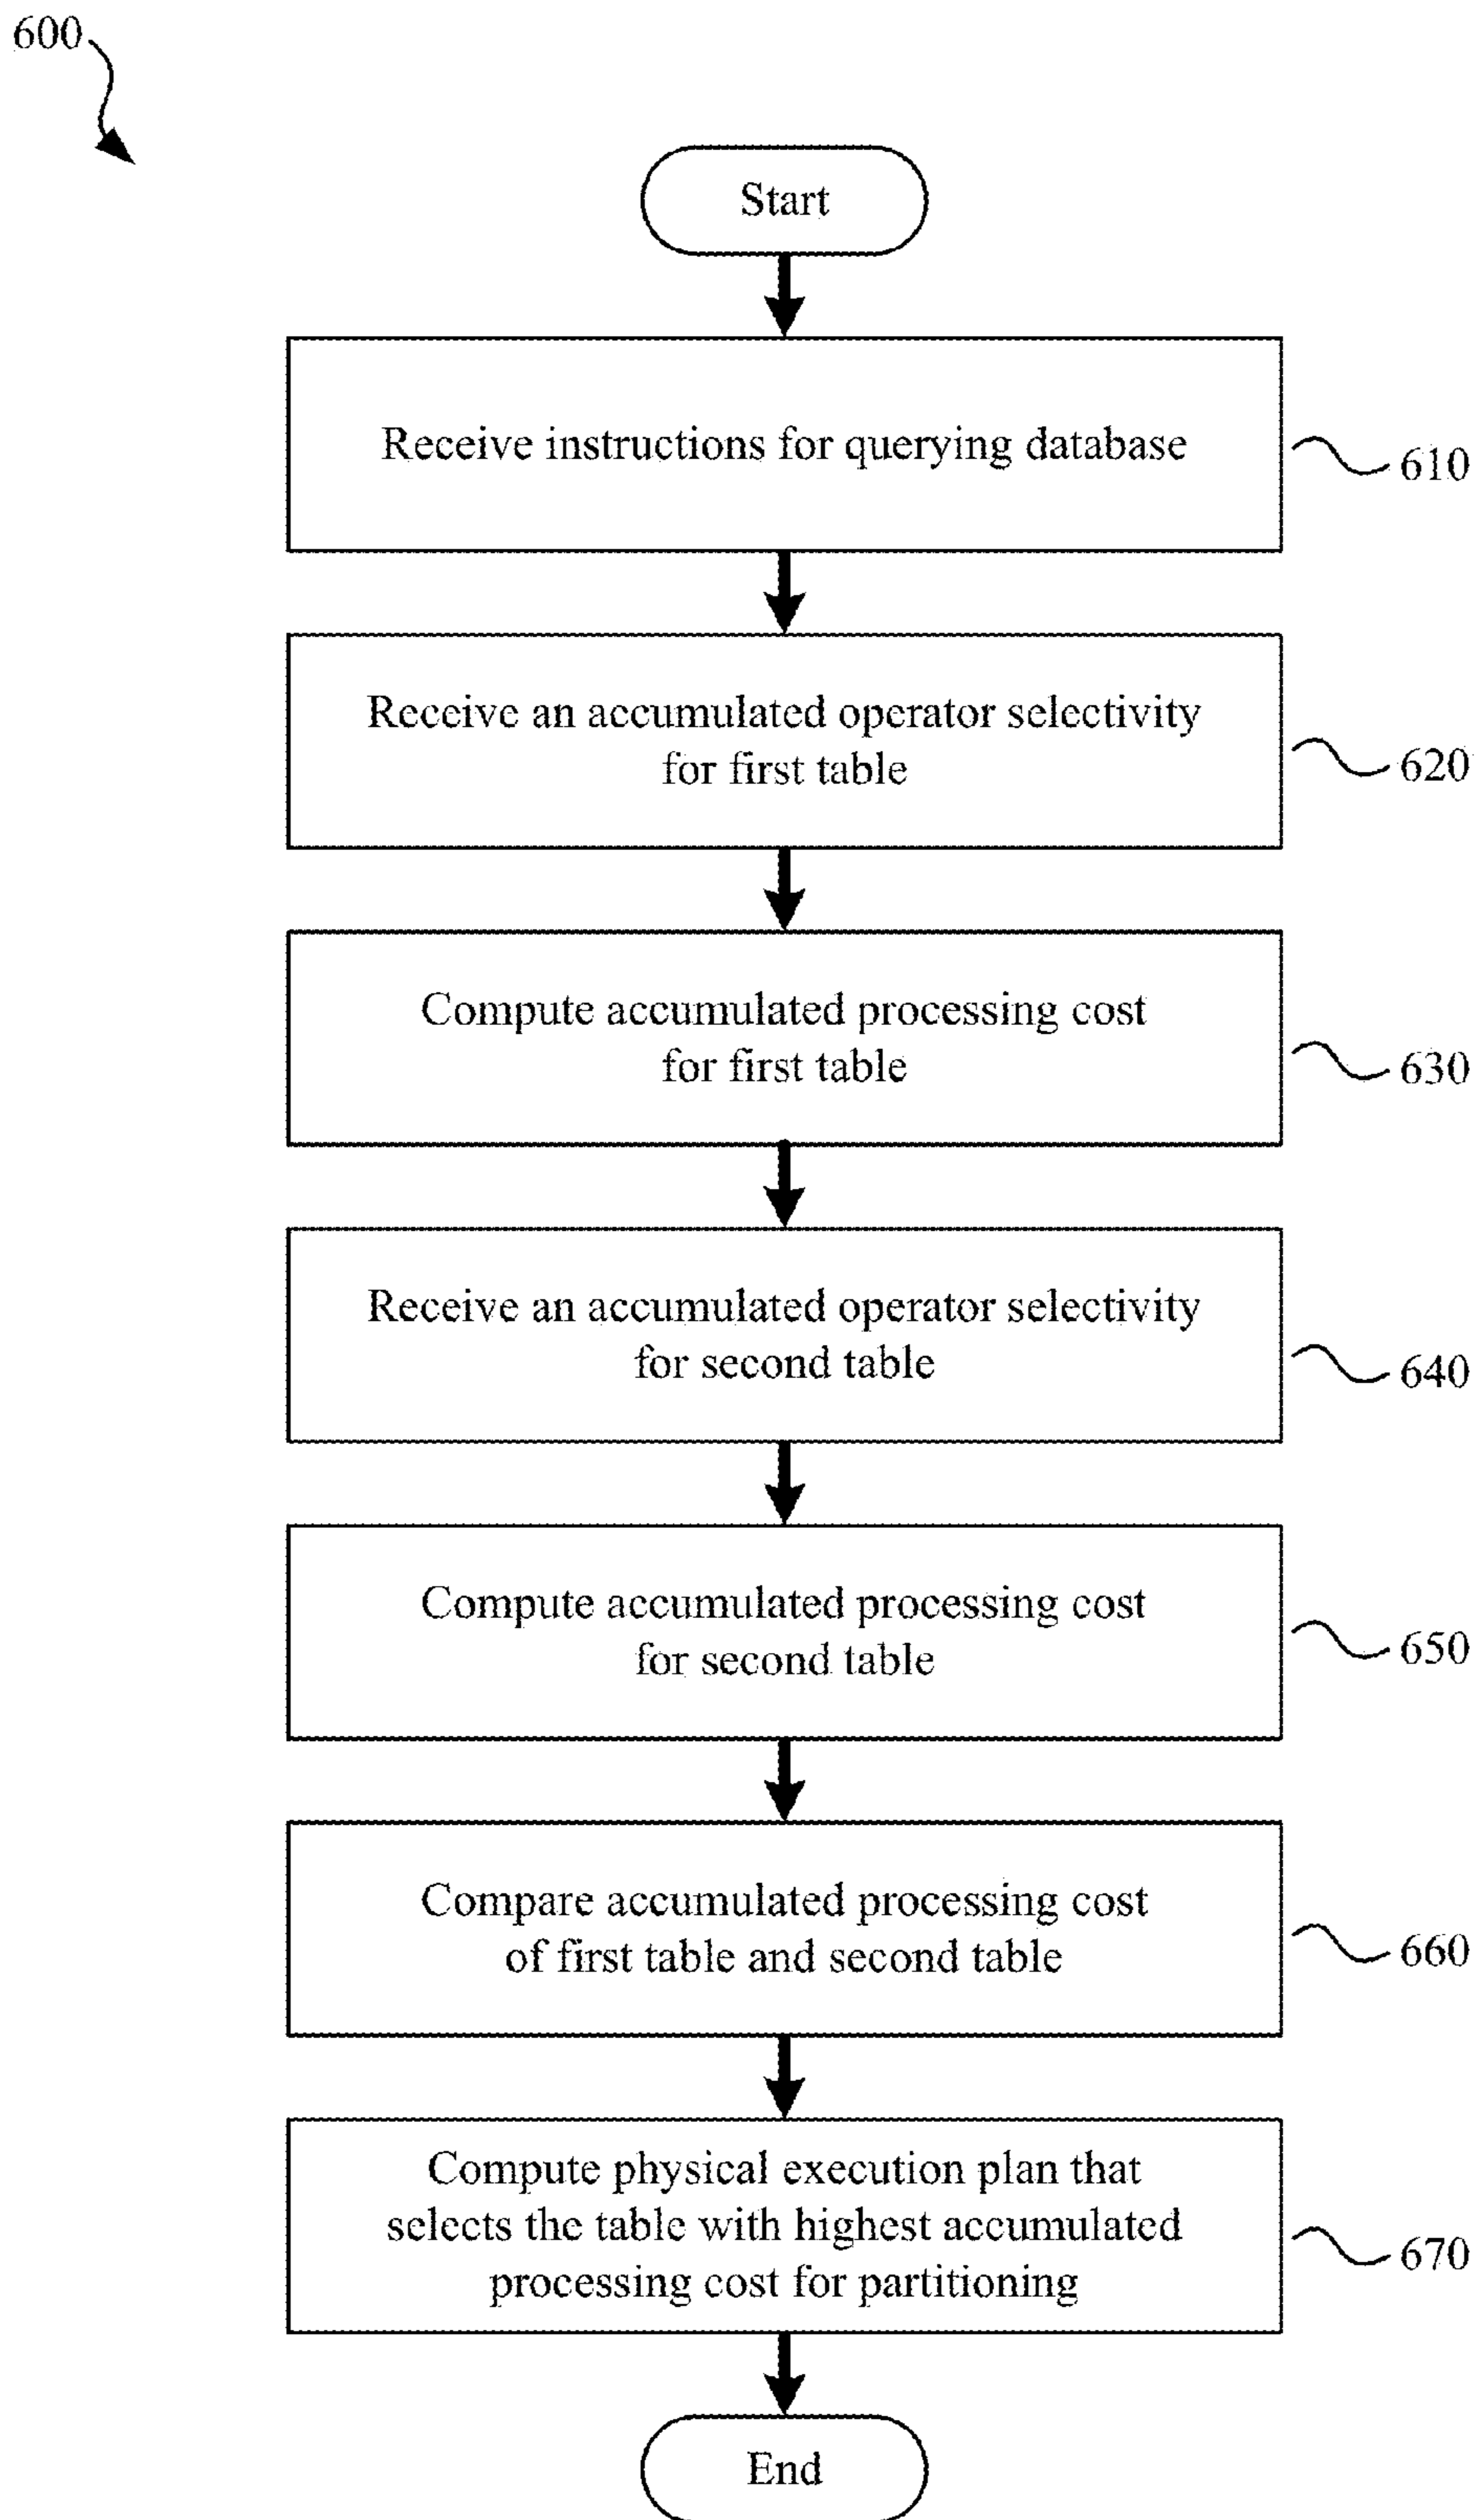 600
Start
Receive instructions for querying database
610
Receive an accumulated operator selectivity
for first table
620
Compute accumulated processing cost
for first table
630
Receive an accumulated operator selectivity
for second table
640
Compute accumulated processing cost
for second table
650
Compare accumulated processing cost
of first table and second table
660
Compute physical execution plan that
selects the table with highest accumulated
processing cost for partitioning
670
End